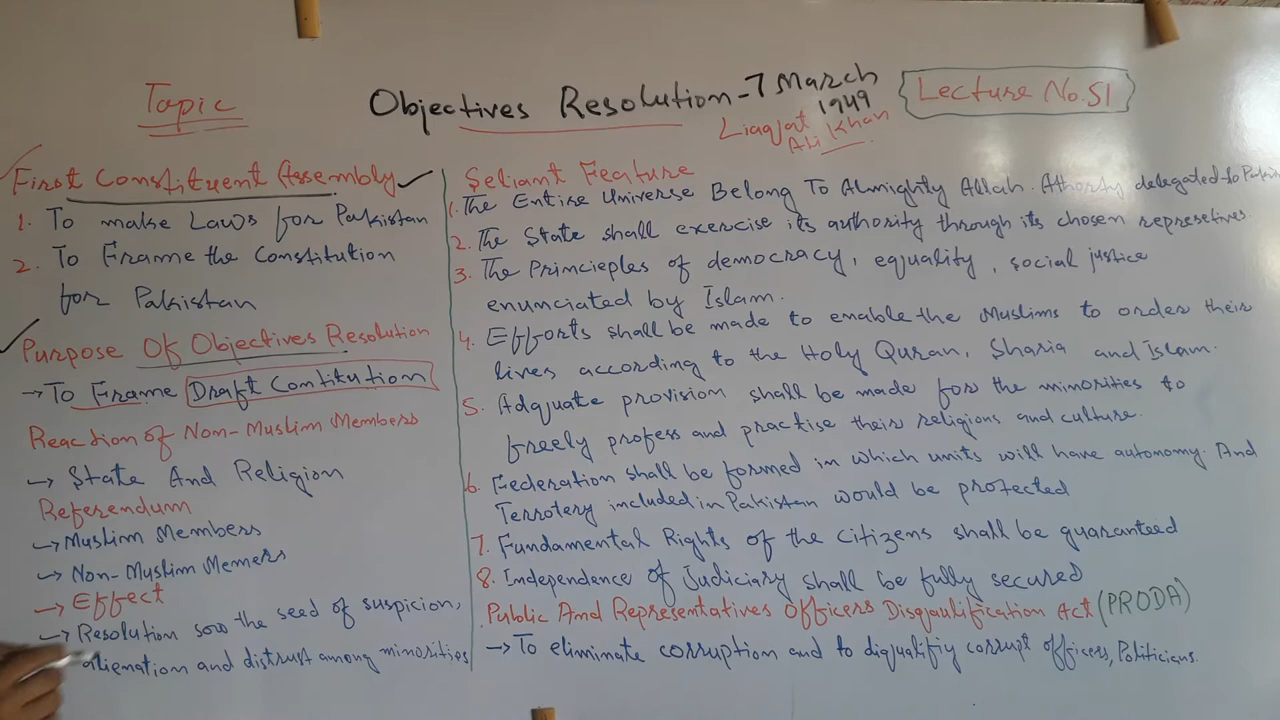 Topic
Objectives Resolution - 7 March
1949
Liaqat
Ali Khan
Lecture No. 51
First Constituent Assembly
1. To make Laws for Pakistan
2. To Frame the Constitution
for Pakistan
Purpose Of Objectives Resolution
→ To Frame Draft Contitution
Reaction of Non-Muslim Members
→ State And Religion
Referendum
→ Muslim Members
→ Non-Muslim Memers
→ Effect
→ Resolution sow the seed of suspicion,
alienation and distrust among minorities
Seliant Feature
1. The Entire Universe Belong To Almighty Allah. Athorty delegated to
2. The State shall exercise its authority through its chosen represetives
3. The Principles of democracy, equality, social justice
enunciated by Islam.
4. Efforts shall be made to enable the Muslims to order their
lives according to the Holy Quran, Sharia and Islam.
5. Adquate provision shall be made for the minorities to
freely profess and practise their religions and culture.
6. Federation shall be formed in which units will have autonomy. And
Terrotery included in Pakistan would be protected
7. Fundamental Rights of the citizens shall be guaranteed
8. Independence of Judiciary shall be fully secured
Public And Representatives Officers Disqaulification Act (PRODA)
→ To eliminate corruption and to diqualifiy corrupt officers, Politicians.